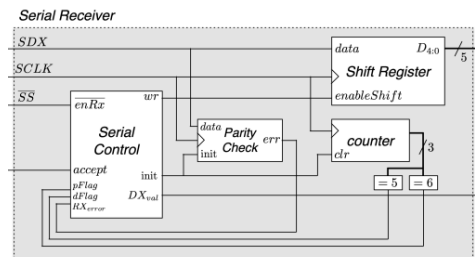 Serial Receiver
SDX
SCLK
SS
enRx
wr
Serial
Control
accept
init
pFlag
dFlag
RXerror
DXval
data
Parity
Check
err
init
data
D4:0
Shift Register
enableShift
5
counter
clr
3
= 5
= 6